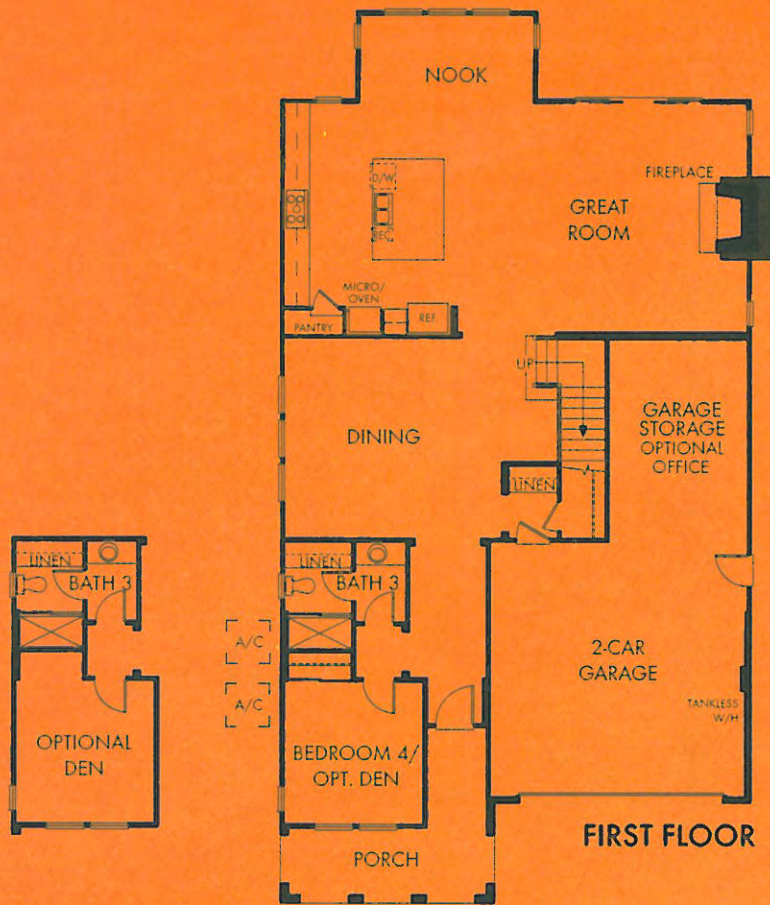 NOOK
FIREPLACE
D/W
GREAT
ROOM
REC.
MICRO/
OVEN
PANTRY
REF.
UP
GARAGE
STORAGE
OPTIONAL
OFFICE
DINING
LINEN
LINEN
BATH 3
LINEN
BATH 3
A/C
2-CAR
GARAGE
A/C
TANKLESS
W/H
OPTIONAL
DEN
BEDROOM 4/
OPT. DEN
FIRST FLOOR
PORCH